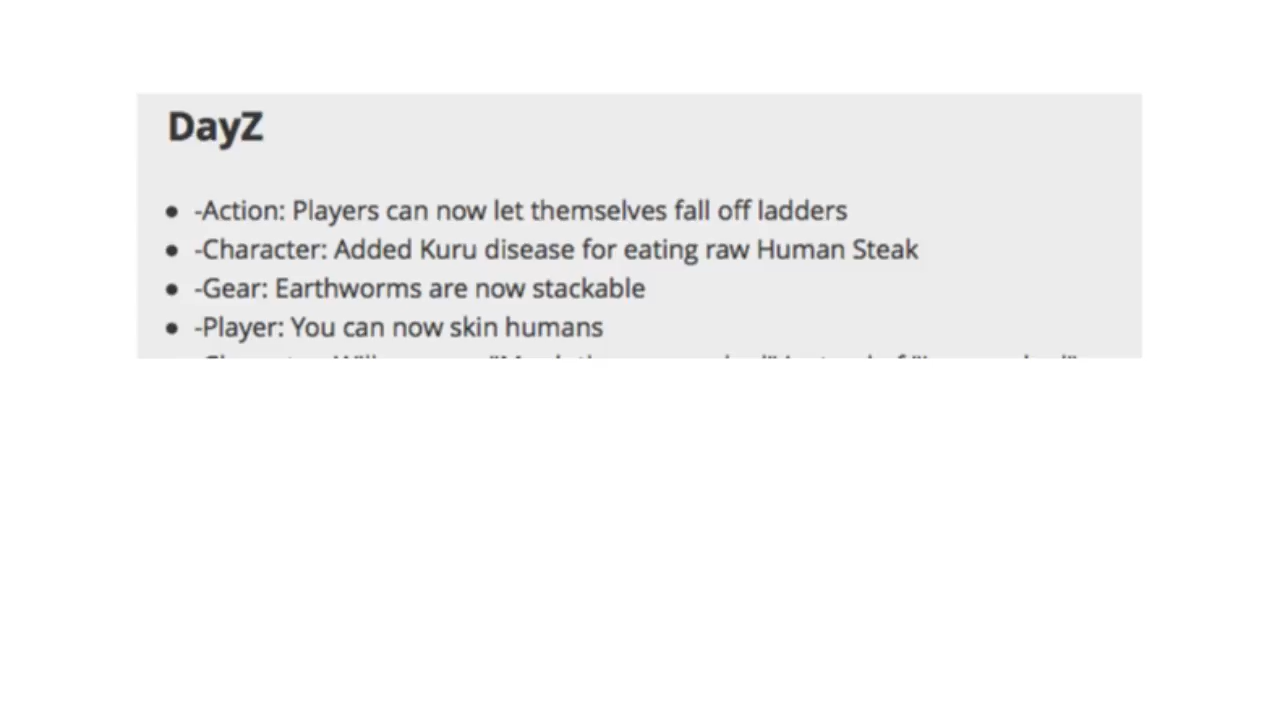 DayZ
-Action: Players can now let themselves fall off ladders
-Character: Added Kuru disease for eating raw Human Steak
-Gear: Earthworms are now stackable
-Player: You can now skin humans